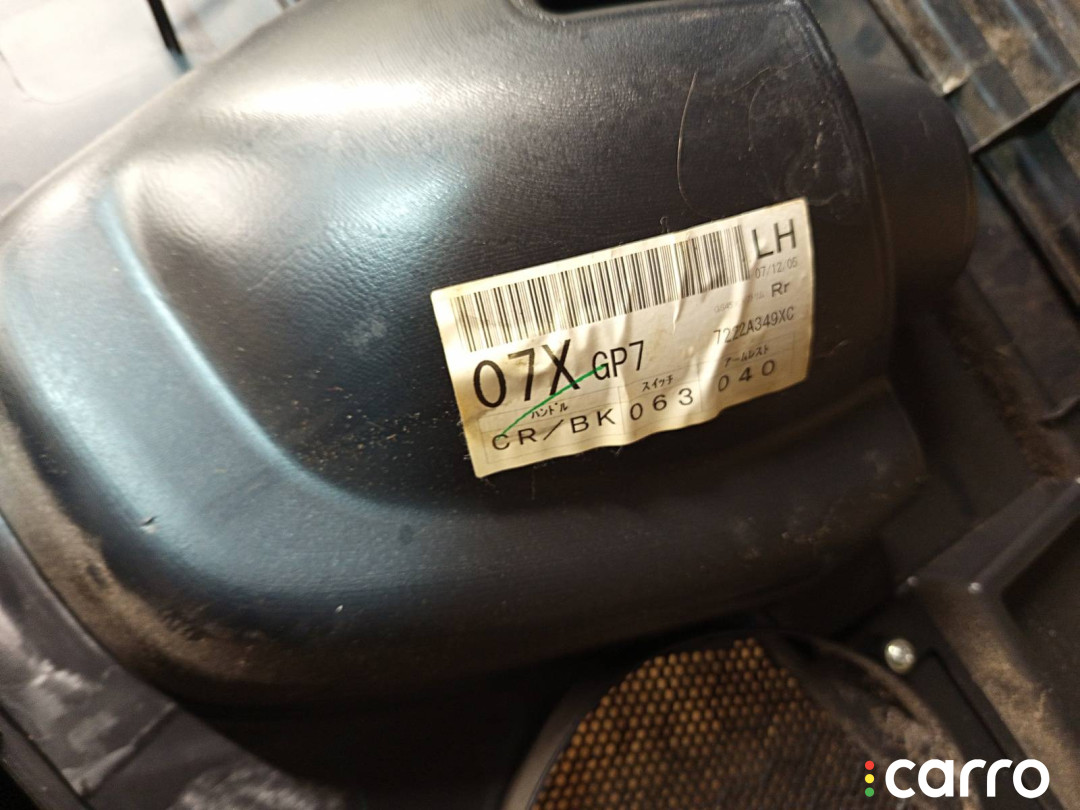 LH
07/12/05
Rr
07X GP7 7222A349XC
ハンドル スイッチ アームレスト
CR/BK 063 040
carro